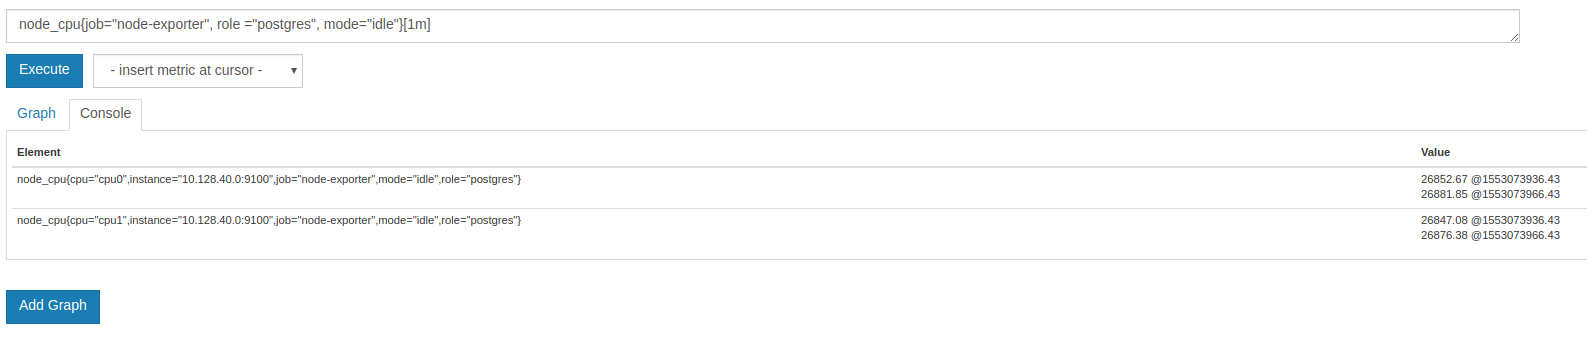 node_cpu{job="node-exporter", role ="postgres", mode="idle"}[1m]
Execute
- insert metric at cursor -
Graph
Console
Element
Value
node_cpu{cpu="cpu0",instance="10.128.40.0:9100",job="node-exporter",mode="idle",role="postgres"}
26852.67 @1553073936.43
26881.85 @1553073966.43
node_cpu{cpu="cpu1",instance="10.128.40.0:9100",job="node-exporter",mode="idle",role="postgres"}
26847.08 @1553073936.43
26876.38 @1553073966.43
Add Graph